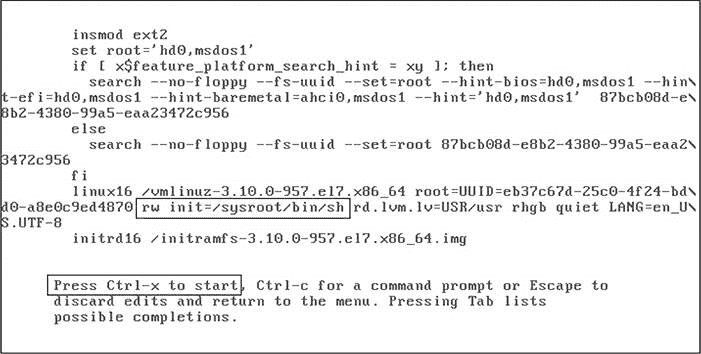 insmod ext2
set root='hd0,msdos1'
if [ x$feature_platform_search_hint = xy ]; then
search --no-floppy --fs-uuid --set=root --hint-bios=hd0,msdos1 --hin\
t-efi=hd0,msdos1 --hint-baremetal=ahci0,msdos1 --hint='hd0,msdos1'  87bcb08d-e\
8b2-4380-99a5-eaa23472c956
else
search --no-floppy --fs-uuid --set=root 87bcb08d-e8b2-4380-99a5-eaa2\
3472c956
fi
linux16 /vmlinuz-3.10.0-957.el7.x86_64 root=UUID=eb37c67d-25c0-4f24-bd\
d0-a8e0c9ed4870 rw init=/sysroot/bin/sh rd.lvm.lv=USR/usr rhgb quiet LANG=en_U\
S.UTF-8
initrd16 /initramfs-3.10.0-957.el7.x86_64.img
Press Ctrl-x to start, Ctrl-c for a command prompt or Escape to
discard edits and return to the menu. Pressing Tab lists
possible completions.